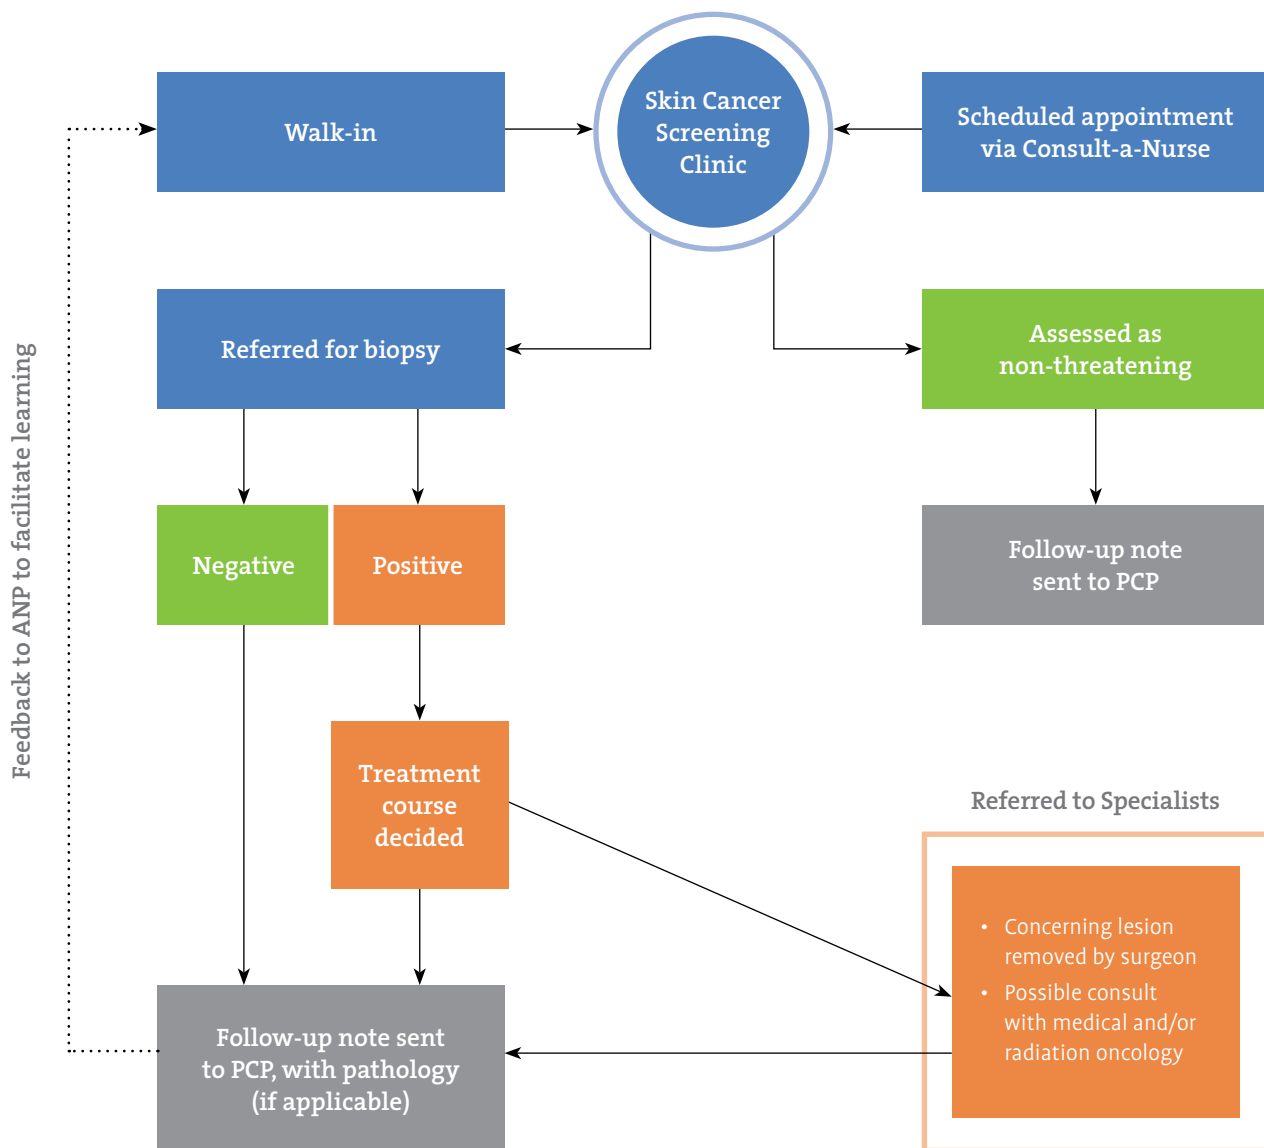 Walk-in
Skin Cancer
Screening
Clinic
Scheduled appointment
via Consult-a-Nurse
Referred for biopsy
Assessed as
non-threatening
Feedback to ANP to facilitate learning
Negative
Positive
Follow-up note
sent to PCP
Treatment
course
decided
Referred to Specialists
• Concerning lesion
removed by surgeon
• Possible consult
with medical and/or
radiation oncology
Follow-up note sent
to PCP, with pathology
(if applicable)